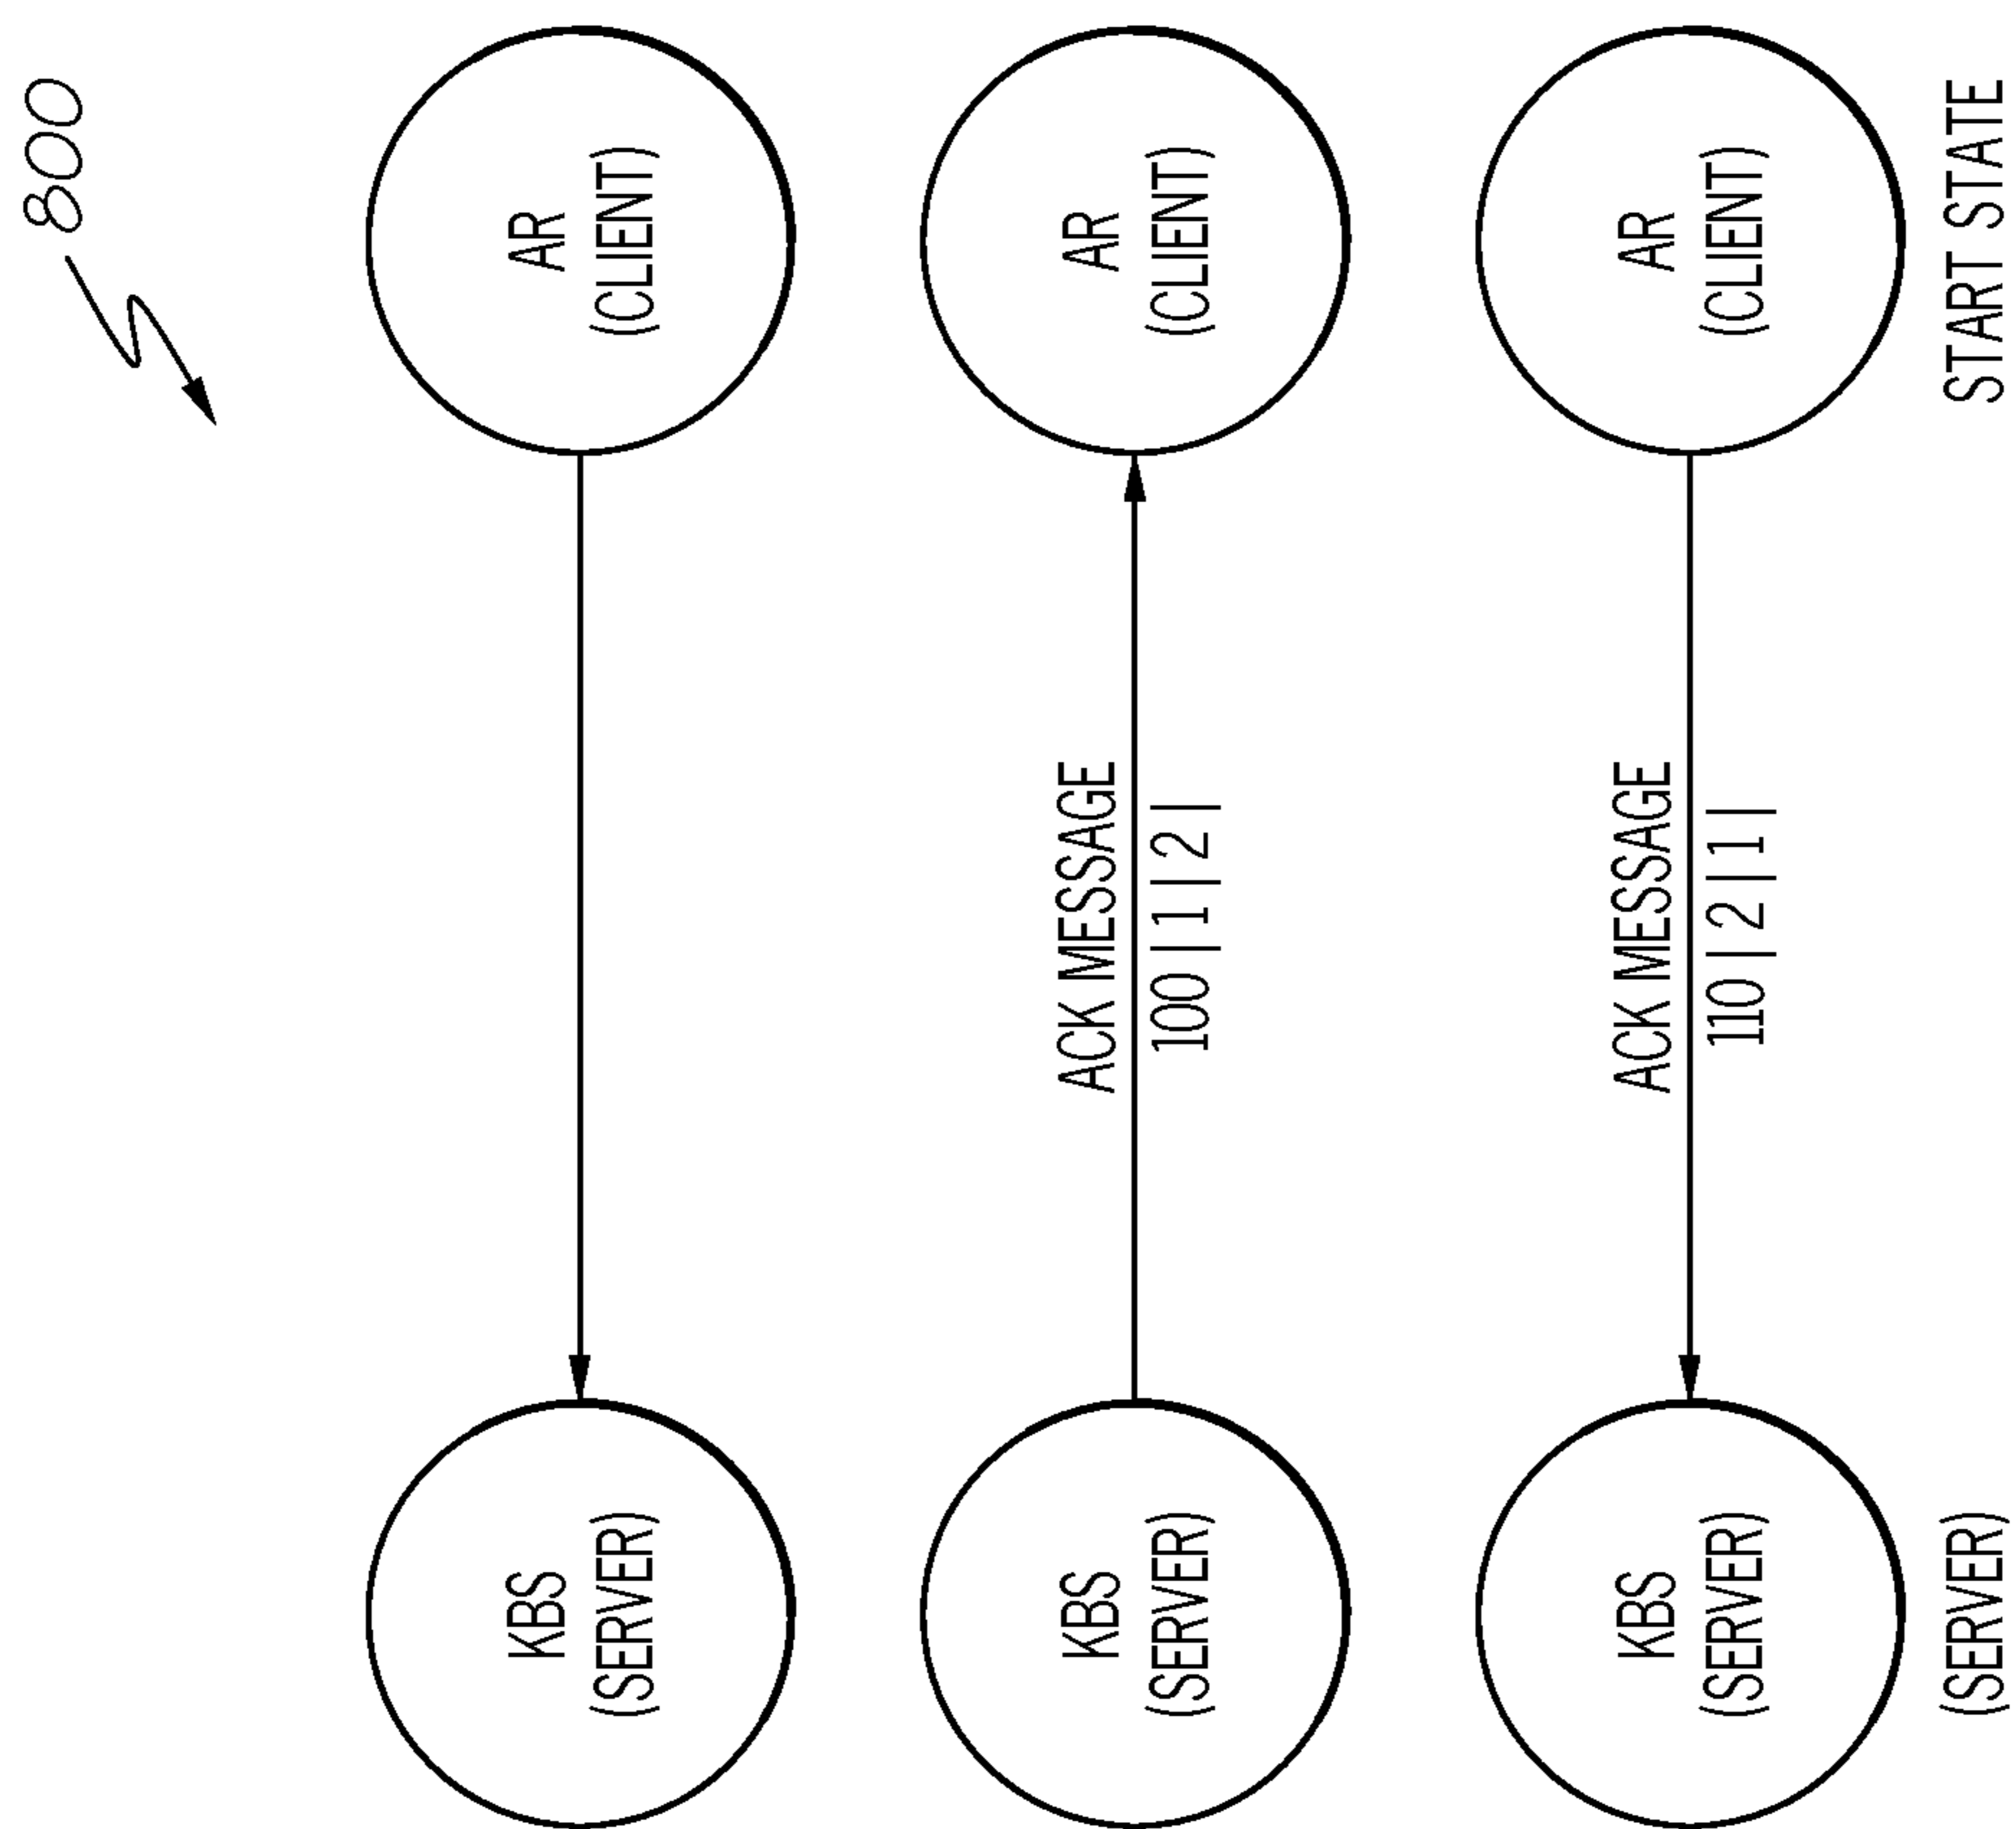 800
KBS
(SERVER)
AR
(CLIENT)
KBS
(SERVER)
ACK MESSAGE
100 | 1 | 2 |
AR
(CLIENT)
KBS
(SERVER)
ACK MESSAGE
110 | 2 | 1 |
AR
(CLIENT)
(SERVER)
START STATE